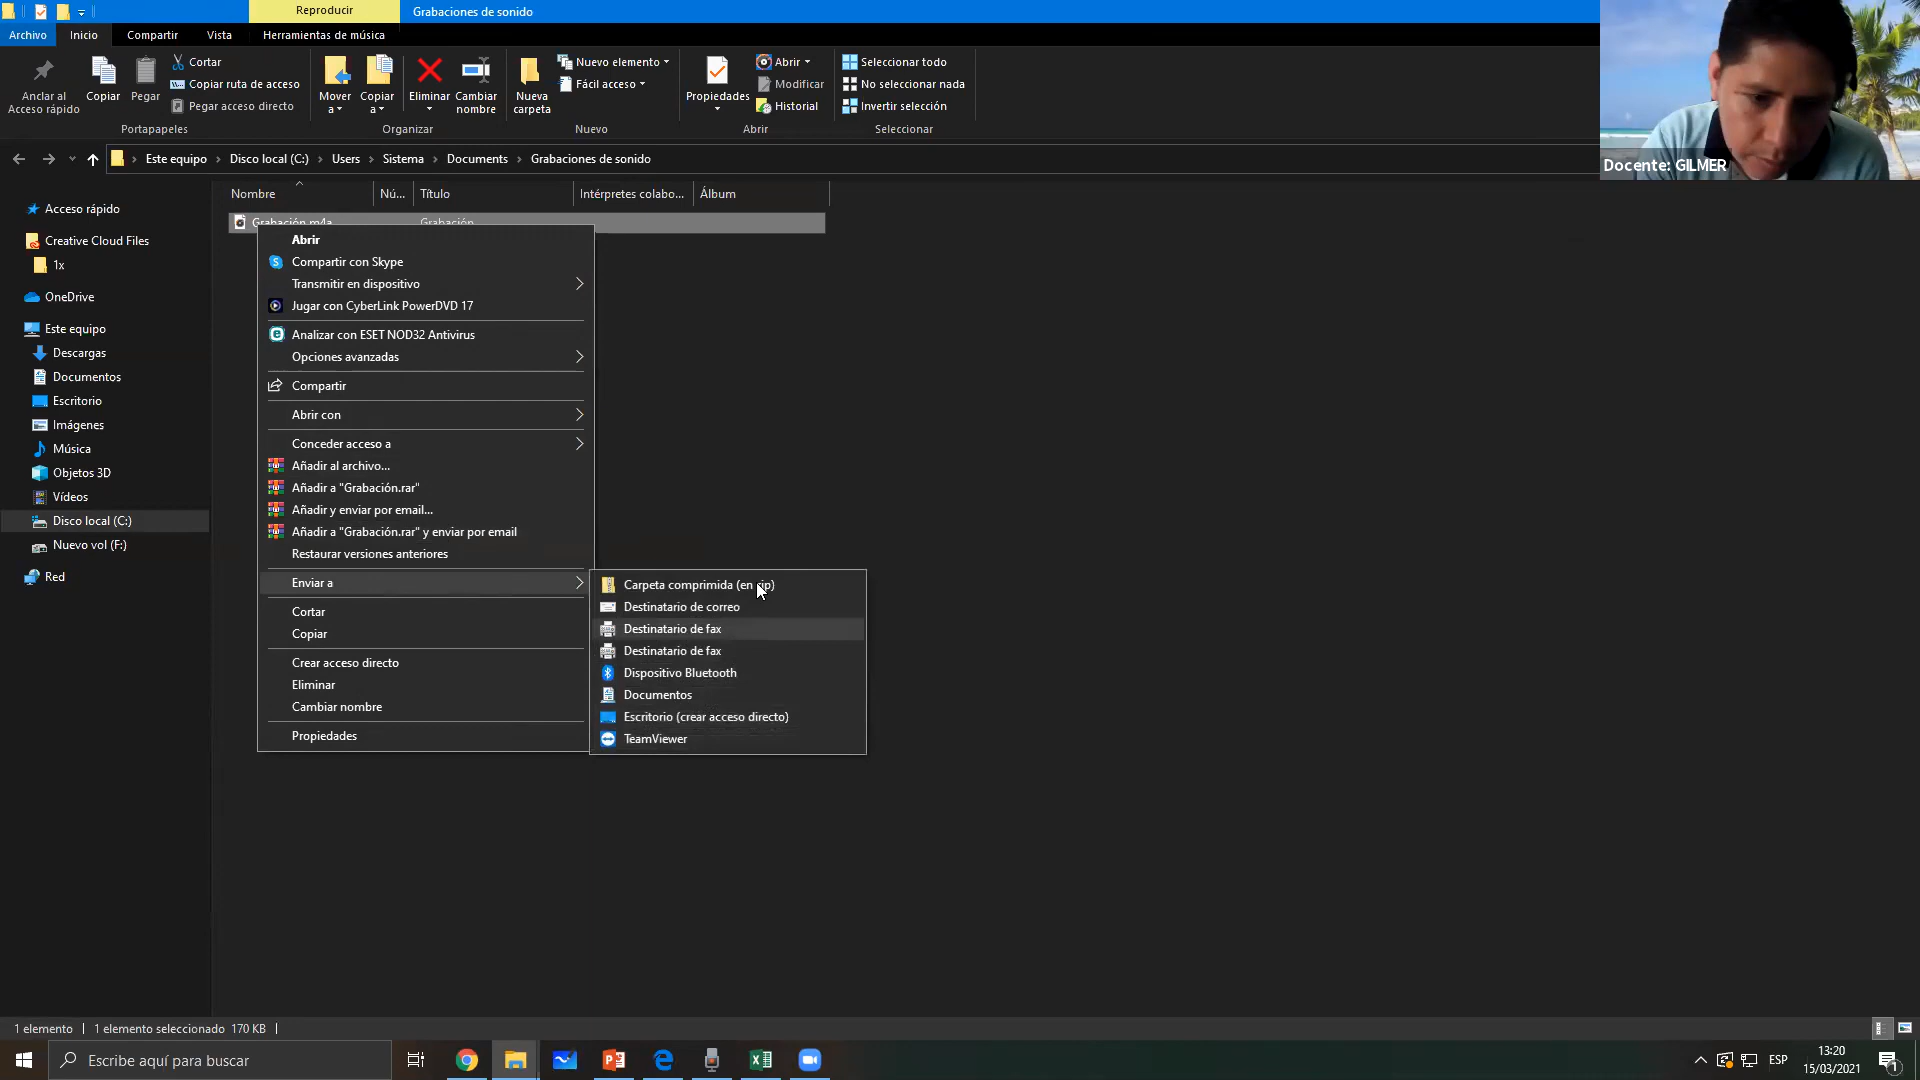 Reproducir
Grabaciones de sonido
Archivo
Inicio
Compartir
Vista
Herramientas de música
Anclar al
Acceso rápido
Copiar
Pegar
Cortar
Copiar ruta de acceso
Pegar acceso directo
Portapapeles
Mover
a
Copiar
a
Eliminar
Cambiar
nombre
Organizar
Nueva
carpeta
Nuevo elemento
Fácil acceso
Nuevo
Propiedades
Abrir
Modificar
Historial
Abrir
Seleccionar todo
No seleccionar nada
Invertir selección
Seleccionar
Docente: GILMER
Este equipo
Disco local (C:)
Users
Sistema
Documents
Grabaciones de sonido
Nombre
Nú...
Título
Intérpretes colabo...
Álbum
Grabación.m4a
Grabación
Acceso rápido
Creative Cloud Files
1x
OneDrive
Este equipo
Descargas
Documentos
Escritorio
Imágenes
Música
Objetos 3D
Vídeos
Disco local (C:)
Nuevo vol (F:)
Red
Abrir
Compartir con Skype
Transmitir en dispositivo
Jugar con CyberLink PowerDVD 17
Analizar con ESET NOD32 Antivirus
Opciones avanzadas
Compartir
Abrir con
Conceder acceso a
Añadir al archivo...
Añadir a "Grabación.rar"
Añadir y enviar por email...
Añadir a "Grabación.rar" y enviar por email
Restaurar versiones anteriores
Enviar a
Cortar
Copiar
Crear acceso directo
Eliminar
Cambiar nombre
Propiedades
Carpeta comprimida (en zip)
Destinatario de correo
Destinatario de fax
Destinatario de fax
Dispositivo Bluetooth
Documentos
Escritorio (crear acceso directo)
TeamViewer
1 elemento
1 elemento seleccionado 170 KB
Escribe aquí para buscar
ESP
13:20
15/03/2021
1